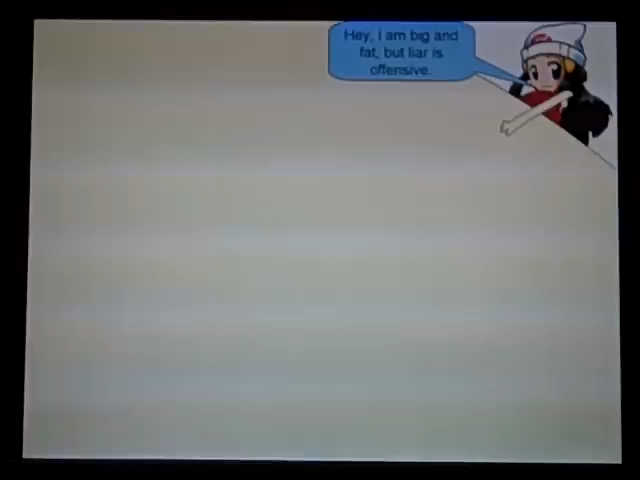 Hey, I am big and
fat, but liar is
offensive.